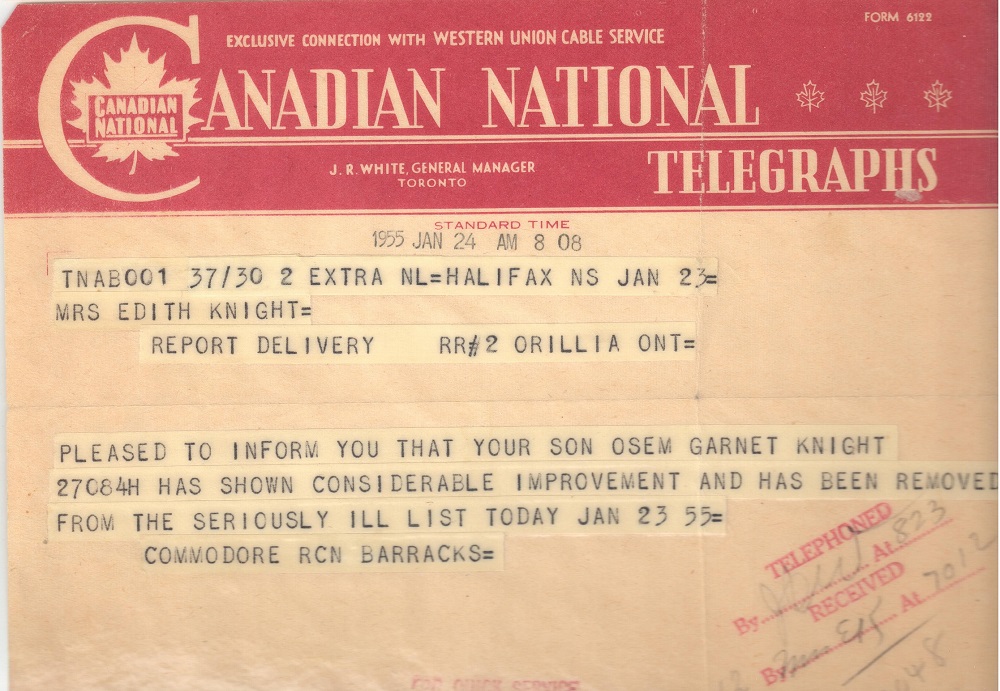 FORM 6122
EXCLUSIVE CONNECTION WITH WESTERN UNION CABLE SERVICE
CANADIAN NATIONAL
CANADIAN
NATIONAL
TELEGRAPHS
J. R. WHITE, GENERAL MANAGER
TORONTO
STANDARD TIME
1955 JAN 24 AM 8 08
TNAB001 37/30 2 EXTRA NL=HALIFAX NS JAN 23=
MRS EDITH KNIGHT=
REPORT DELIVERY RR#2 ORILLIA ONT=
PLEASED TO INFORM YOU THAT YOUR SON OSEM GARNET KNIGHT
27084H HAS SHOWN CONSIDERABLE IMPROVEMENT AND HAS BEEN REMOVED
FROM THE SERIOUSLY ILL LIST TODAY JAN 23 55=
COMMODORE RCN BARRACKS=
TELEPHONED
By At 823
RECEIVED
By At 7012
48
FOR QUICK SERVICE